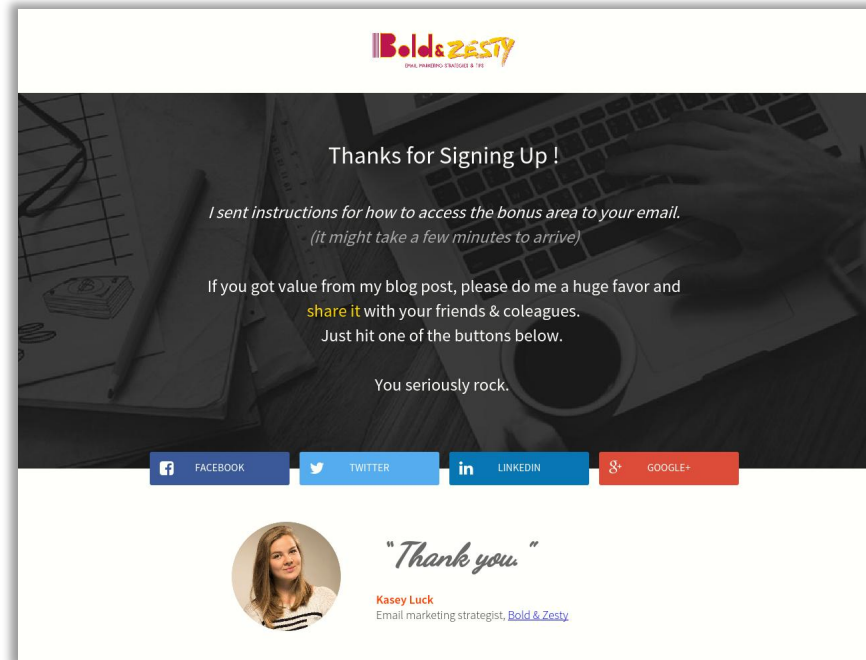 Bold & ZESTY
EMAIL MARKETING STRATEGIES & TIPS
Thanks for Signing Up !
I sent instructions for how to access the bonus area to your email.
(it might take a few minutes to arrive)
If you got value from my blog post, please do me a huge favor and
share it with your friends & coleagues.
Just hit one of the buttons below.
You seriously rock.
FACEBOOK
TWITTER
LINKEDIN
GOOGLE+
"Thank you."
Kasey Luck
Email marketing strategist, Bold & Zesty